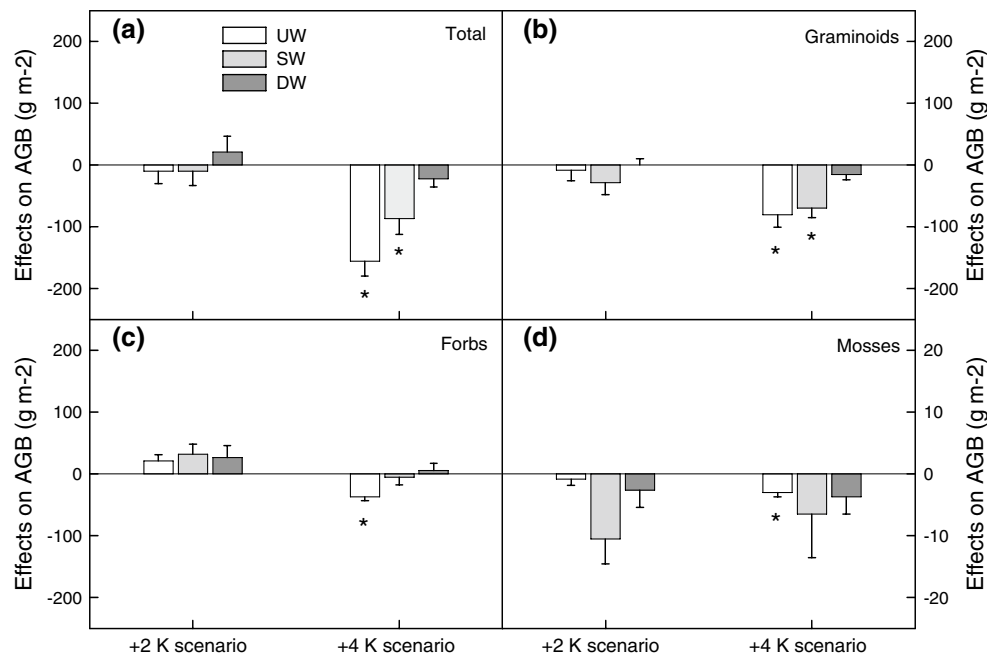 (a)
UW
SW
DW
Total
(b)
Graminoids
200
100
0
-100
-200
Effects on AGB (g m-2)
*
*
*
*
200
100
0
-100
-200
Effects on AGB (g m-2)
(c)
Forbs
(d)
Mosses
200
100
0
-100
-200
Effects on AGB (g m-2)
*
*
20
10
0
-10
-20
Effects on AGB (g m-2)
+2 K scenario
+4 K scenario
+2 K scenario
+4 K scenario